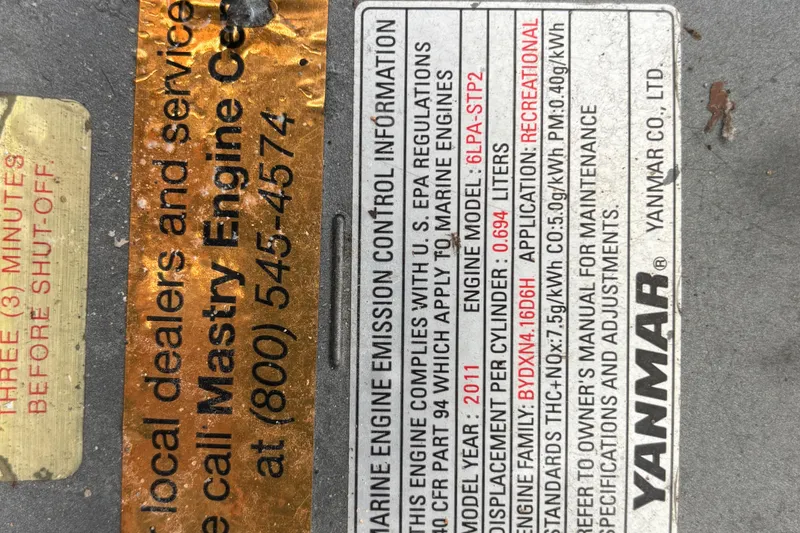 THREE (3) MINUTES
BEFORE SHUT-OFF.
local dealers and service
call Mastry Engine
at (800) 545-4574
MARINE ENGINE EMISSION CONTROL INFORMATION
THIS ENGINE COMPLIES WITH U. S. EPA REGULATIONS
40 CFR PART 94 WHICH APPLY TO MARINE ENGINES
MODEL YEAR : 2011 ENGINE MODEL : 6LPA-STP2
DISPLACEMENT PER CYLINDER : 0.694 LITERS
ENGINE FAMILY: BYDXN4.16D6H APPLICATION: RECREATIONAL
STANDARDS THC+NOx:7.5g/kWh CO:5.0g/kWh PM:0.40g/kWh
REFER TO OWNER'S MANUAL FOR MAINTENANCE
SPECIFICATIONS AND ADJUSTMENTS.
YANMAR® YANMAR CO., LTD.